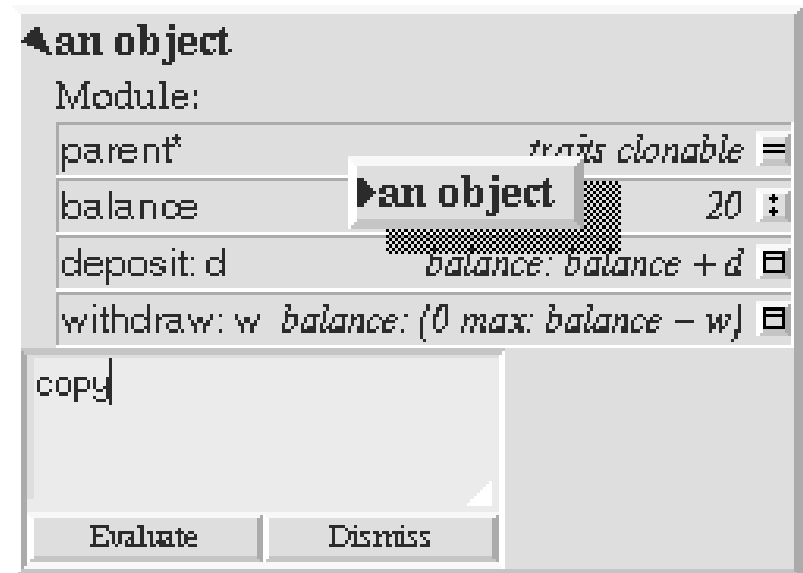 an object
Module:
parent* traits clonable =
an object
balance 20 :
deposit: d balance: balance + d
withdraw: w balance: (0 max: balance – w)
copy
Evaluate Dismiss